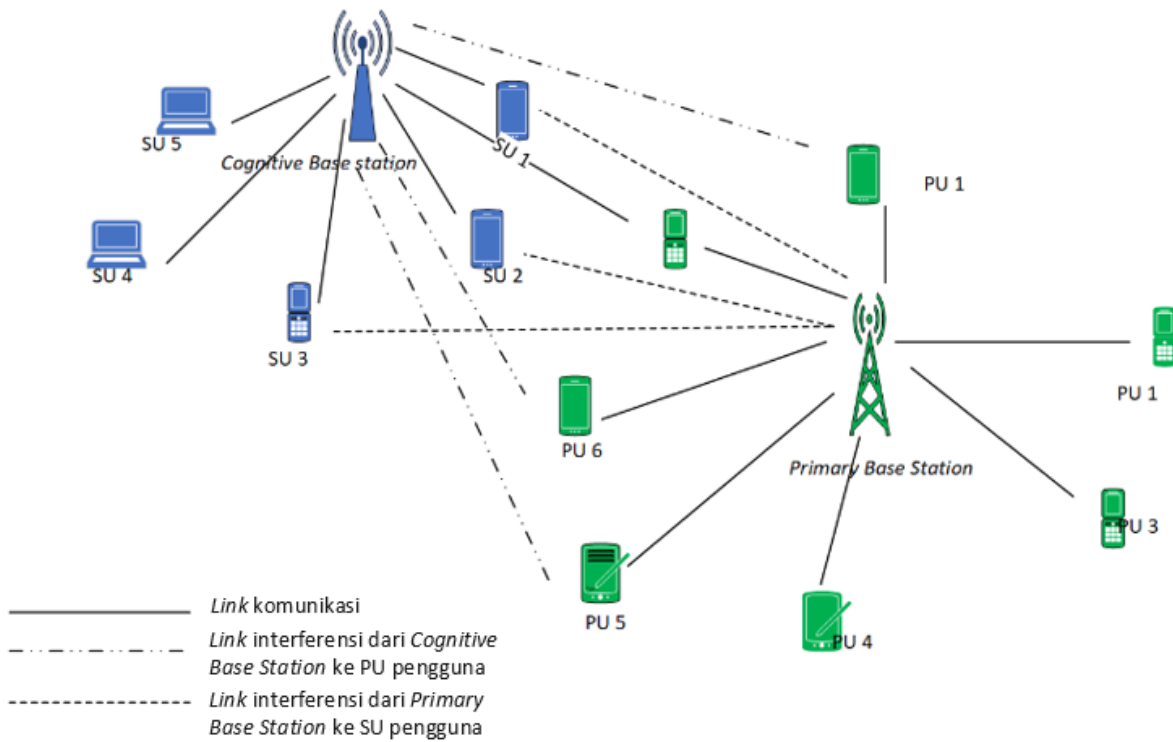 SU 5
Cognitive Base station
SU 1
PU 1
SU 4
SU 2
SU 3
PU 1
PU 6
Primary Base Station
PU 3
PU 5
PU 4
Link komunikasi
Link interferensi dari Cognitive
Base Station ke PU pengguna
Link interferensi dari Primary
Base Station ke SU pengguna